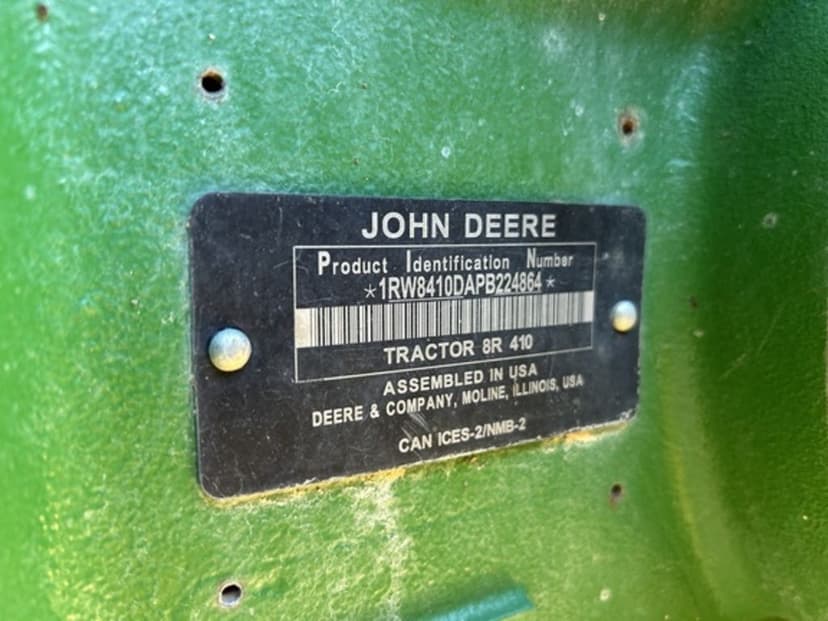 JOHN DEERE
Product Identification Number
*1RW8410DAPB224864*
TRACTOR 8R 410
ASSEMBLED IN USA
DEERE & COMPANY, MOLINE, ILLINOIS, USA
CAN ICES-2/NMB-2